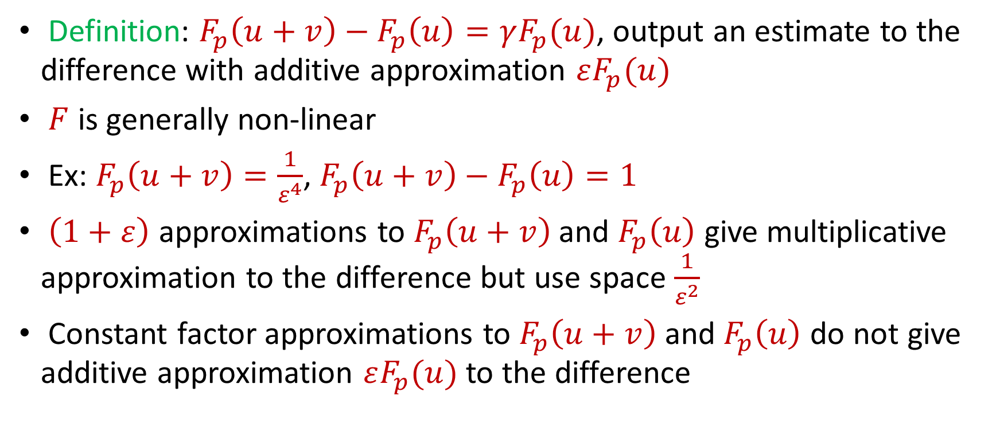 • Definition: $F_p(u + v) - F_p(u) = \gamma F_p(u)$, output an estimate to the
difference with additive approximation $\varepsilon F_p(u)$
• $F$ is generally non-linear
• Ex: $F_p(u + v) = \frac{1}{\varepsilon^4}$, $F_p(u + v) - F_p(u) = 1$
• $(1 + \varepsilon)$ approximations to $F_p(u + v)$ and $F_p(u)$ give multiplicative
approximation to the difference but use space $\frac{1}{\varepsilon^2}$
• Constant factor approximations to $F_p(u + v)$ and $F_p(u)$ do not give
additive approximation $\varepsilon F_p(u)$ to the difference